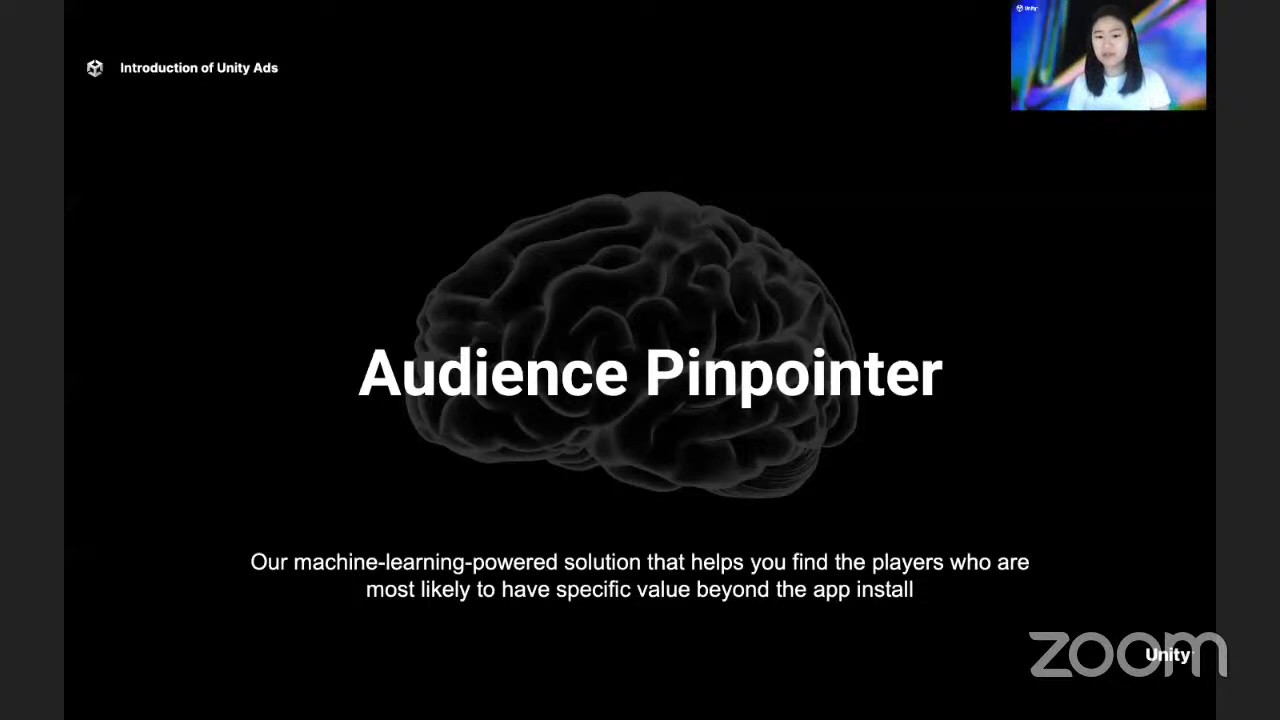 Introduction of Unity Ads
Unity
Audience Pinpointer
Our machine-learning-powered solution that helps you find the players who are
most likely to have specific value beyond the app install
zoom
Unity